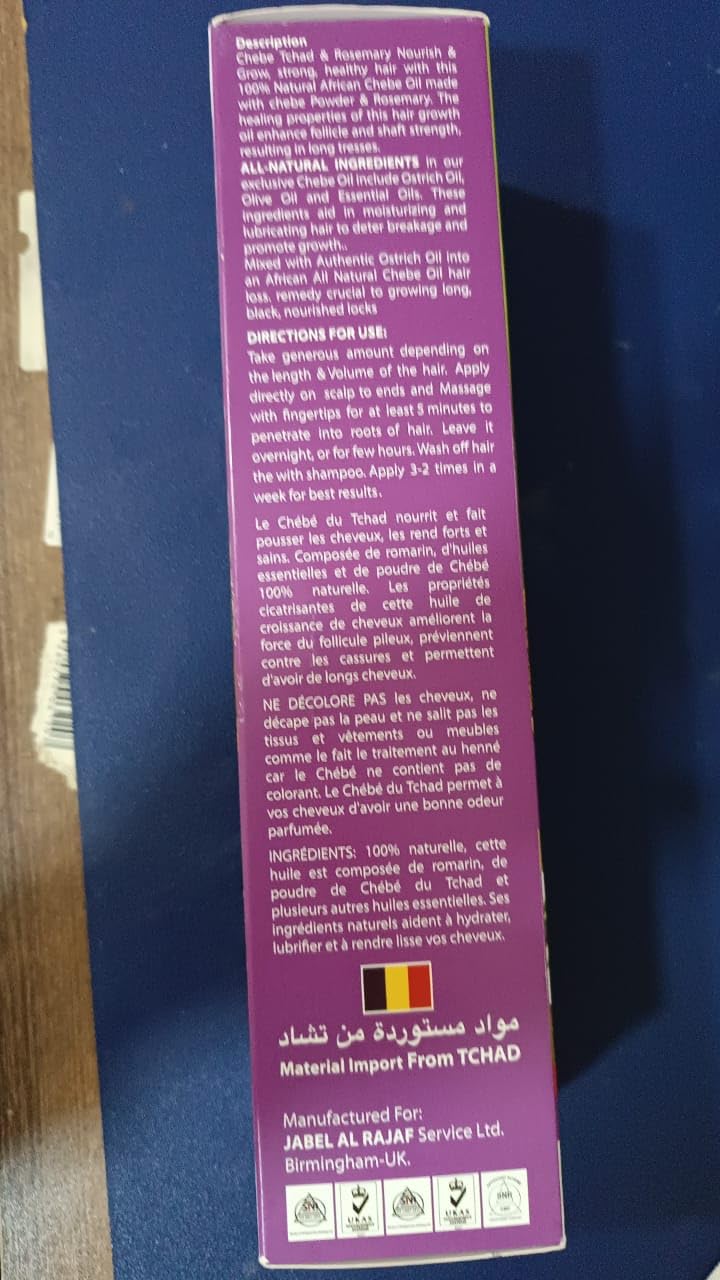 Description
Chebe Tchad & Rosemary Nourish &
Grow, strong, healthy hair with this
100% Natural African Chebe Oil made
with chebe Powder & Rosemary. The
healing properties of this hair growth
oil enhance follicle and shaft strength,
resulting in long tresses.
ALL-NATURAL INGREDIENTS in our
exclusive Chebe Oil include Ostrich Oil,
Olive Oil and Essential Oils. These
ingredients aid in moisturizing and
lubricating hair to deter breakage and
promote growth..
Mixed with Authentic Ostrich Oil into
an African All Natural Chebe Oil hair
loss, remedy crucial to growing long,
black, nourished locks
DIRECTIONS FOR USE:
Take generous amount depending on
the length & Volume of the hair. Apply
directly on scalp to ends and Massage
with fingertips for at least 5 minutes to
penetrate into roots of hair. Leave it
overnight, or for few hours. Wash off hair
the with shampoo. Apply 3-2 times in a
week for best results.
Le Chébé du Tchad nourrit et fait
pousser les cheveux, les rend forts et
sains. Composée de romarin, d'huiles
essentielles et de poudre de Chébé
100% naturelle. Les propriétés
cicatrisantes de cette huile de
croissance de cheveux améliorent la
force du follicule pileux, préviennent
contre les cassures et permettent
d'avoir de longs cheveux.
NE DÉCOLORE PAS les cheveux, ne
décape pas la peau et ne salit pas les
tissus et vêtements ou meubles
comme le fait le traitement au henné
car le Chébé ne contient pas de
colorant. Le Chébé du Tchad permet à
vos cheveux d'avoir une bonne odeur
parfumée.
INGRÉDIENTS: 100% naturelle, cette
huile est composée de romarin, de
poudre de Chébé du Tchad et
plusieurs autres huiles essentielles. Ses
ingrédients naturels aident à hydrater,
lubrifier et à rendre lisse vos cheveux.
مواد مستوردة من تشاد
Material Import From TCHAD
Manufactured For:
JABEL AL RAJAF Service Ltd.
Birmingham-UK.
SNR UKAS SNR UKAS SNR